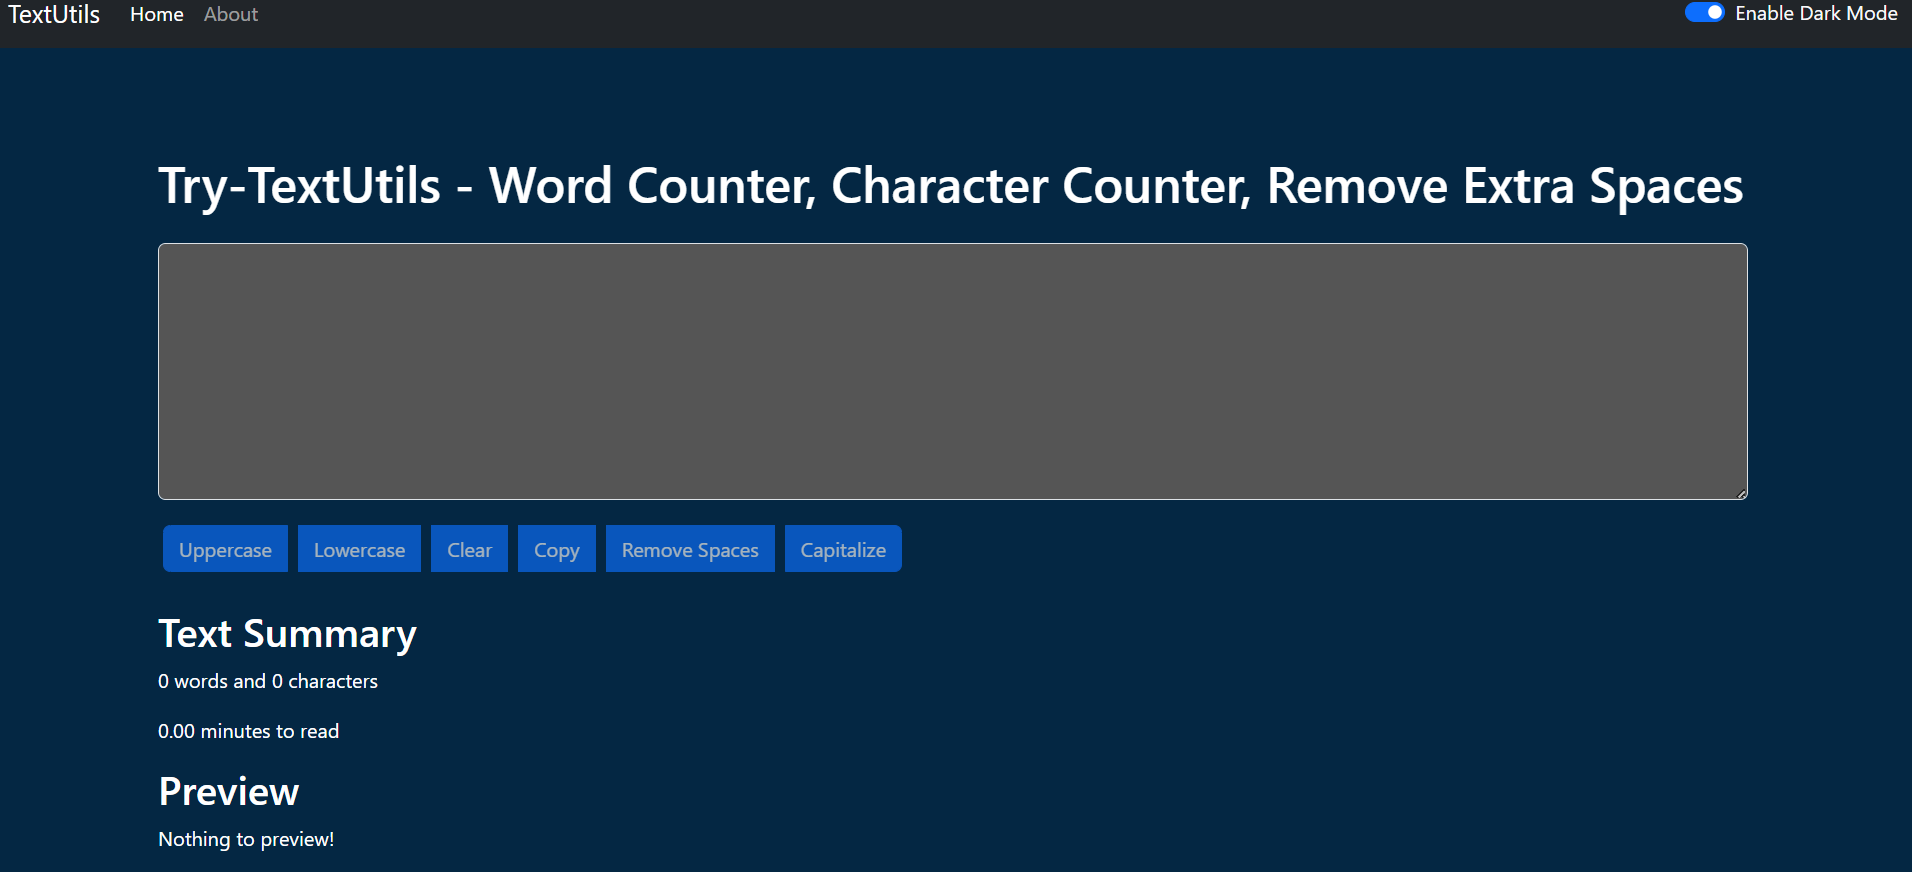 TextUtils Home About Enable Dark Mode
Try-TextUtils - Word Counter, Character Counter, Remove Extra Spaces
Uppercase Lowercase Clear Copy Remove Spaces Capitalize
Text Summary
0 words and 0 characters
0.00 minutes to read
Preview
Nothing to preview!